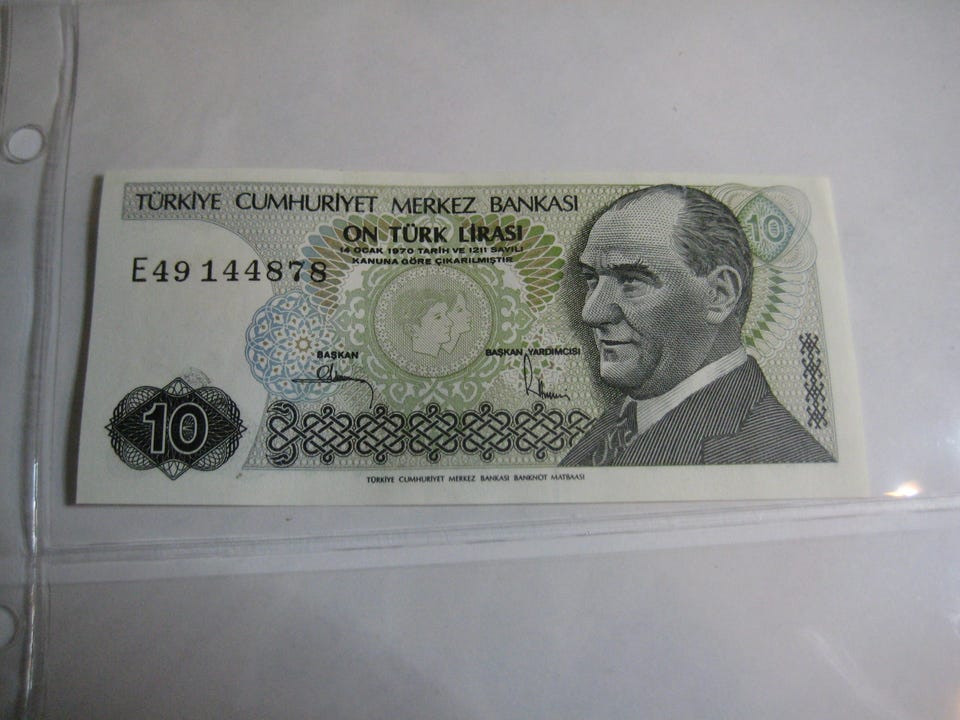 TÜRKİYE CUMHURİYET MERKEZ BANKASI
10
ON TÜRK LİRASI
14 OCAK 1970 TARİH VE 1211 SAYILI
KANUNA GÖRE ÇIKARILMIŞTIR
E49 144878
BAŞKAN
BAŞKAN YARDIMCISI
10
TÜRKİYE CUMHURİYET MERKEZ BANKASI BANKNOT MATBAASI